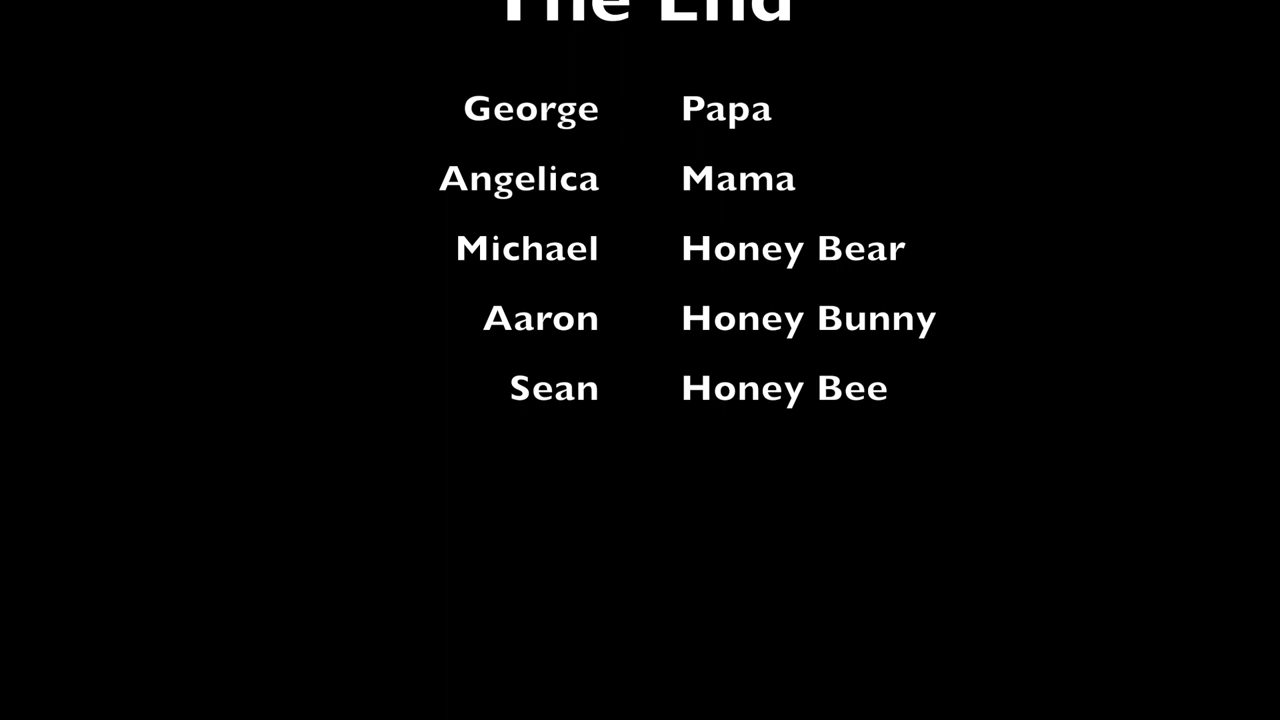 The End
George Papa
Angelica Mama
Michael Honey Bear
Aaron Honey Bunny
Sean Honey Bee